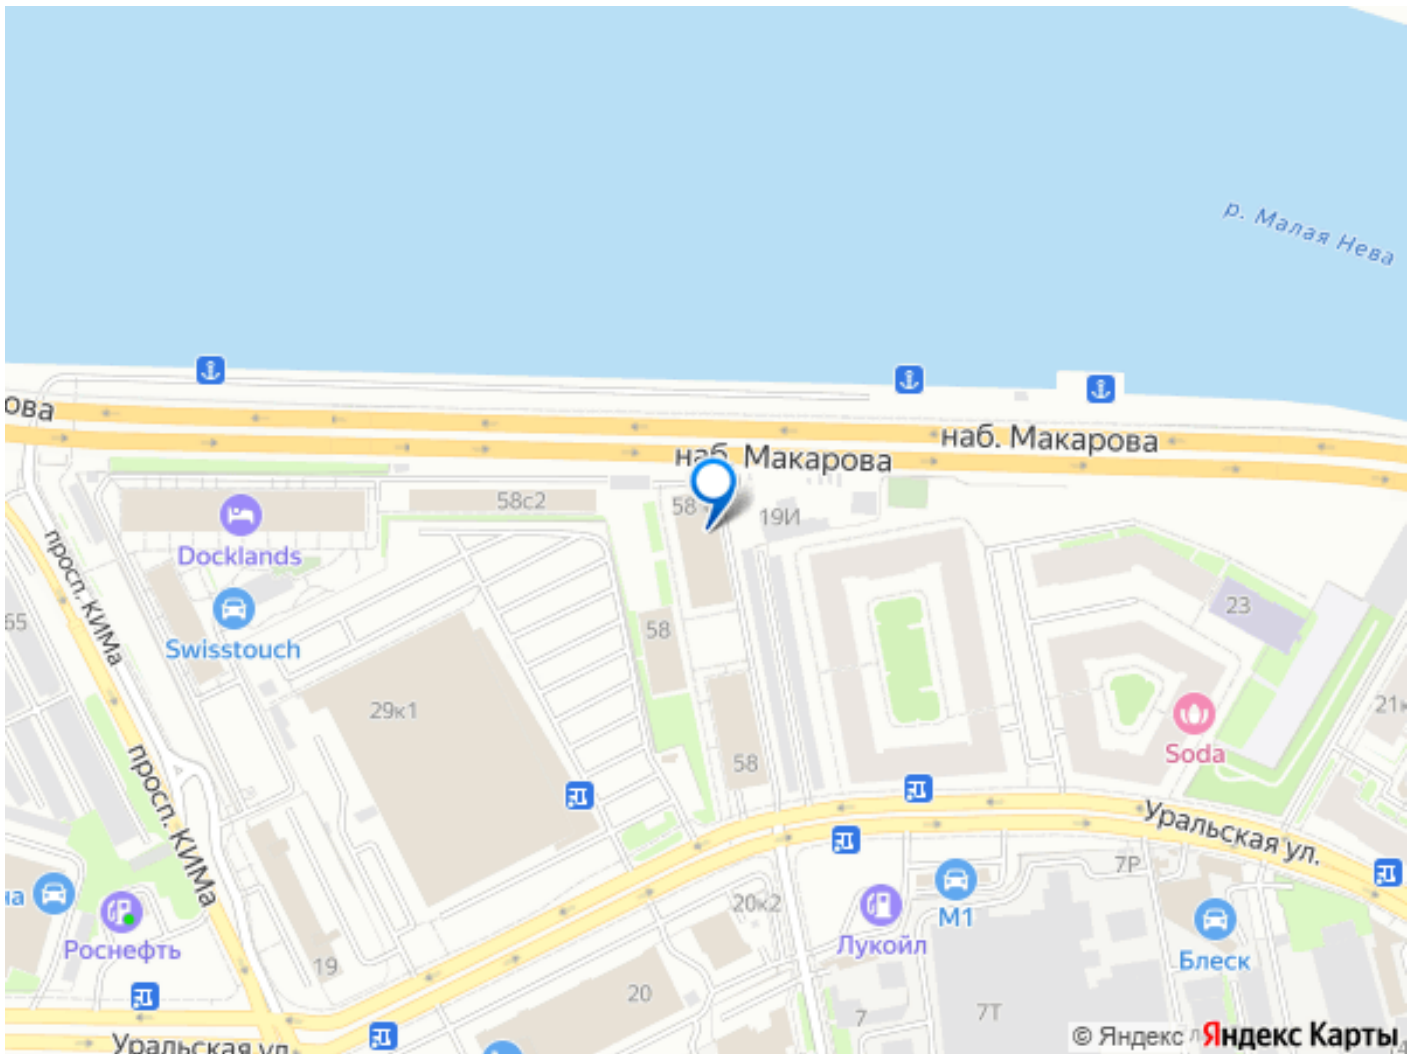 р. Малая Нева
ова
наб. Макарова
наб. Макарова
58с2
58
19И
Docklands
просп. КИМа
Swisstouch
65
58
23
29к1
21к
Soda
58
просп. КИМа
Уральская ул.
7Р
на
М1
20к2
Роснефть
Лукойл
Блеск
19
20
7
7Т
Уральская ул.
© Яндекс
Яндекс Карты